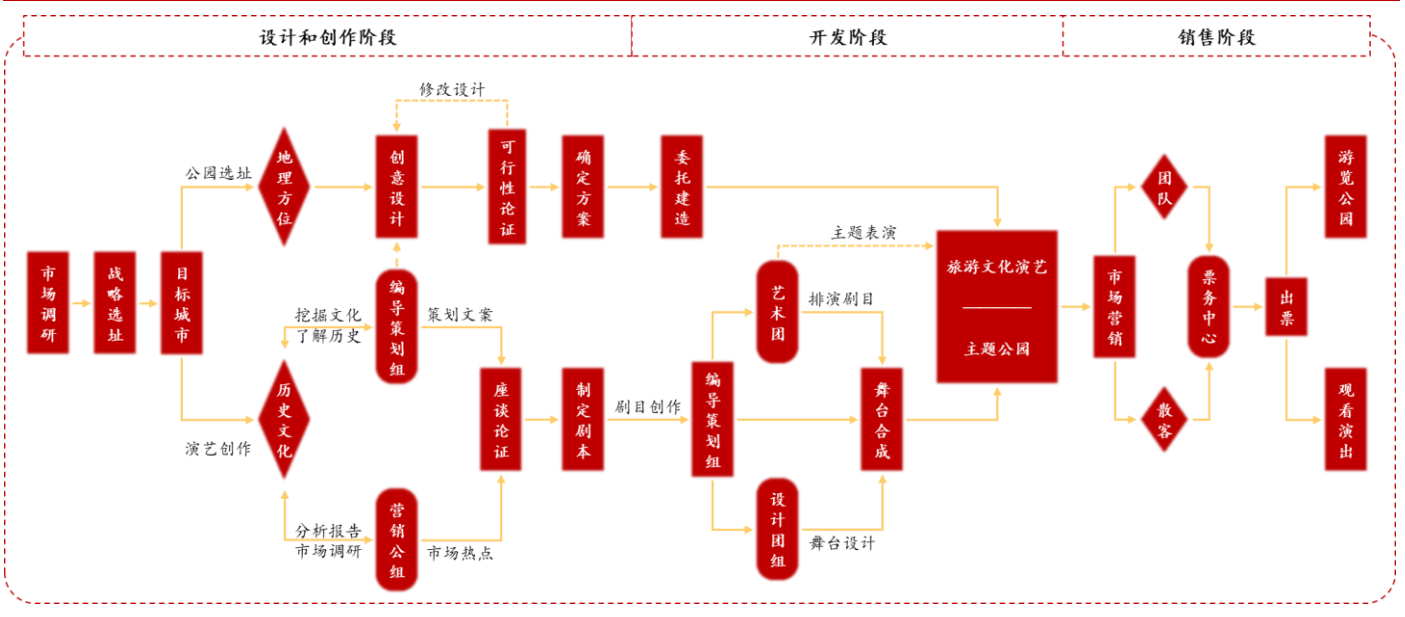 设计和创作阶段
开发阶段
销售阶段
修改设计
公园选址
地理方位
创意设计
可行性论证
确定方案
委托建造
市场调研
战略选址
目标城市
挖掘文化
了解历史
编导策划组
策划文案
历史文化
演艺创作
分析报告
市场调研
营销公组
市场热点
座谈论证
制定剧本
剧目创作
编导策划组
主题表演
艺术团
排演剧目
设计团组
舞台设计
舞台合成
旅游文化演艺
主题公园
市场营销
团队
散客
票务中心
出票
游览公园
观看演出